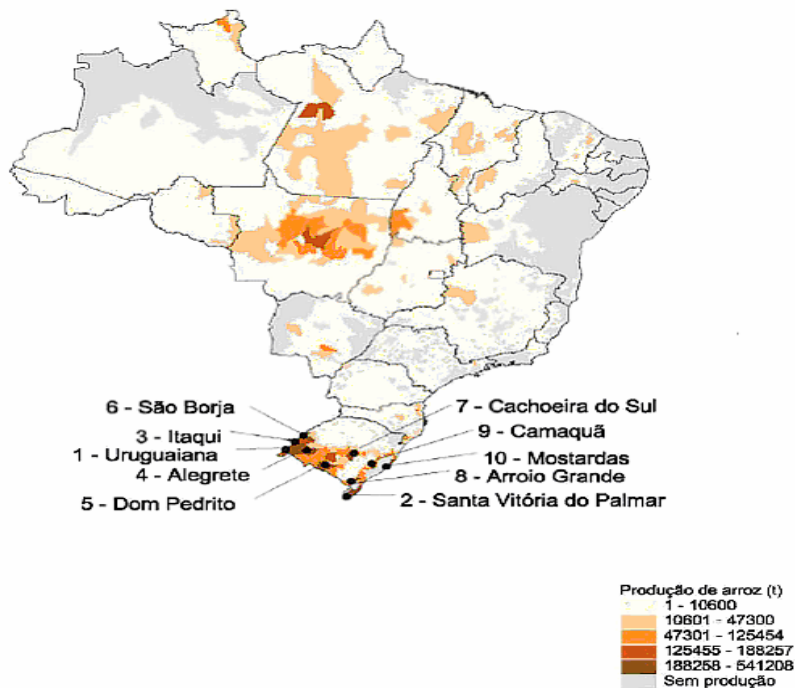 6 - São Borja
7 - Cachoeira do Sul
3 - Itaqui
9 - Camaquã
1 - Uruguaiana
10 - Mostardas
4 - Alegrete
8 - Arroio Grande
5 - Dom Pedrito
2 - Santa Vitória do Palmar
Produção de arroz (t)
1 - 10600
10601 - 47300
47301 - 125454
125455 - 188257
188258 - 541208
Sem produção